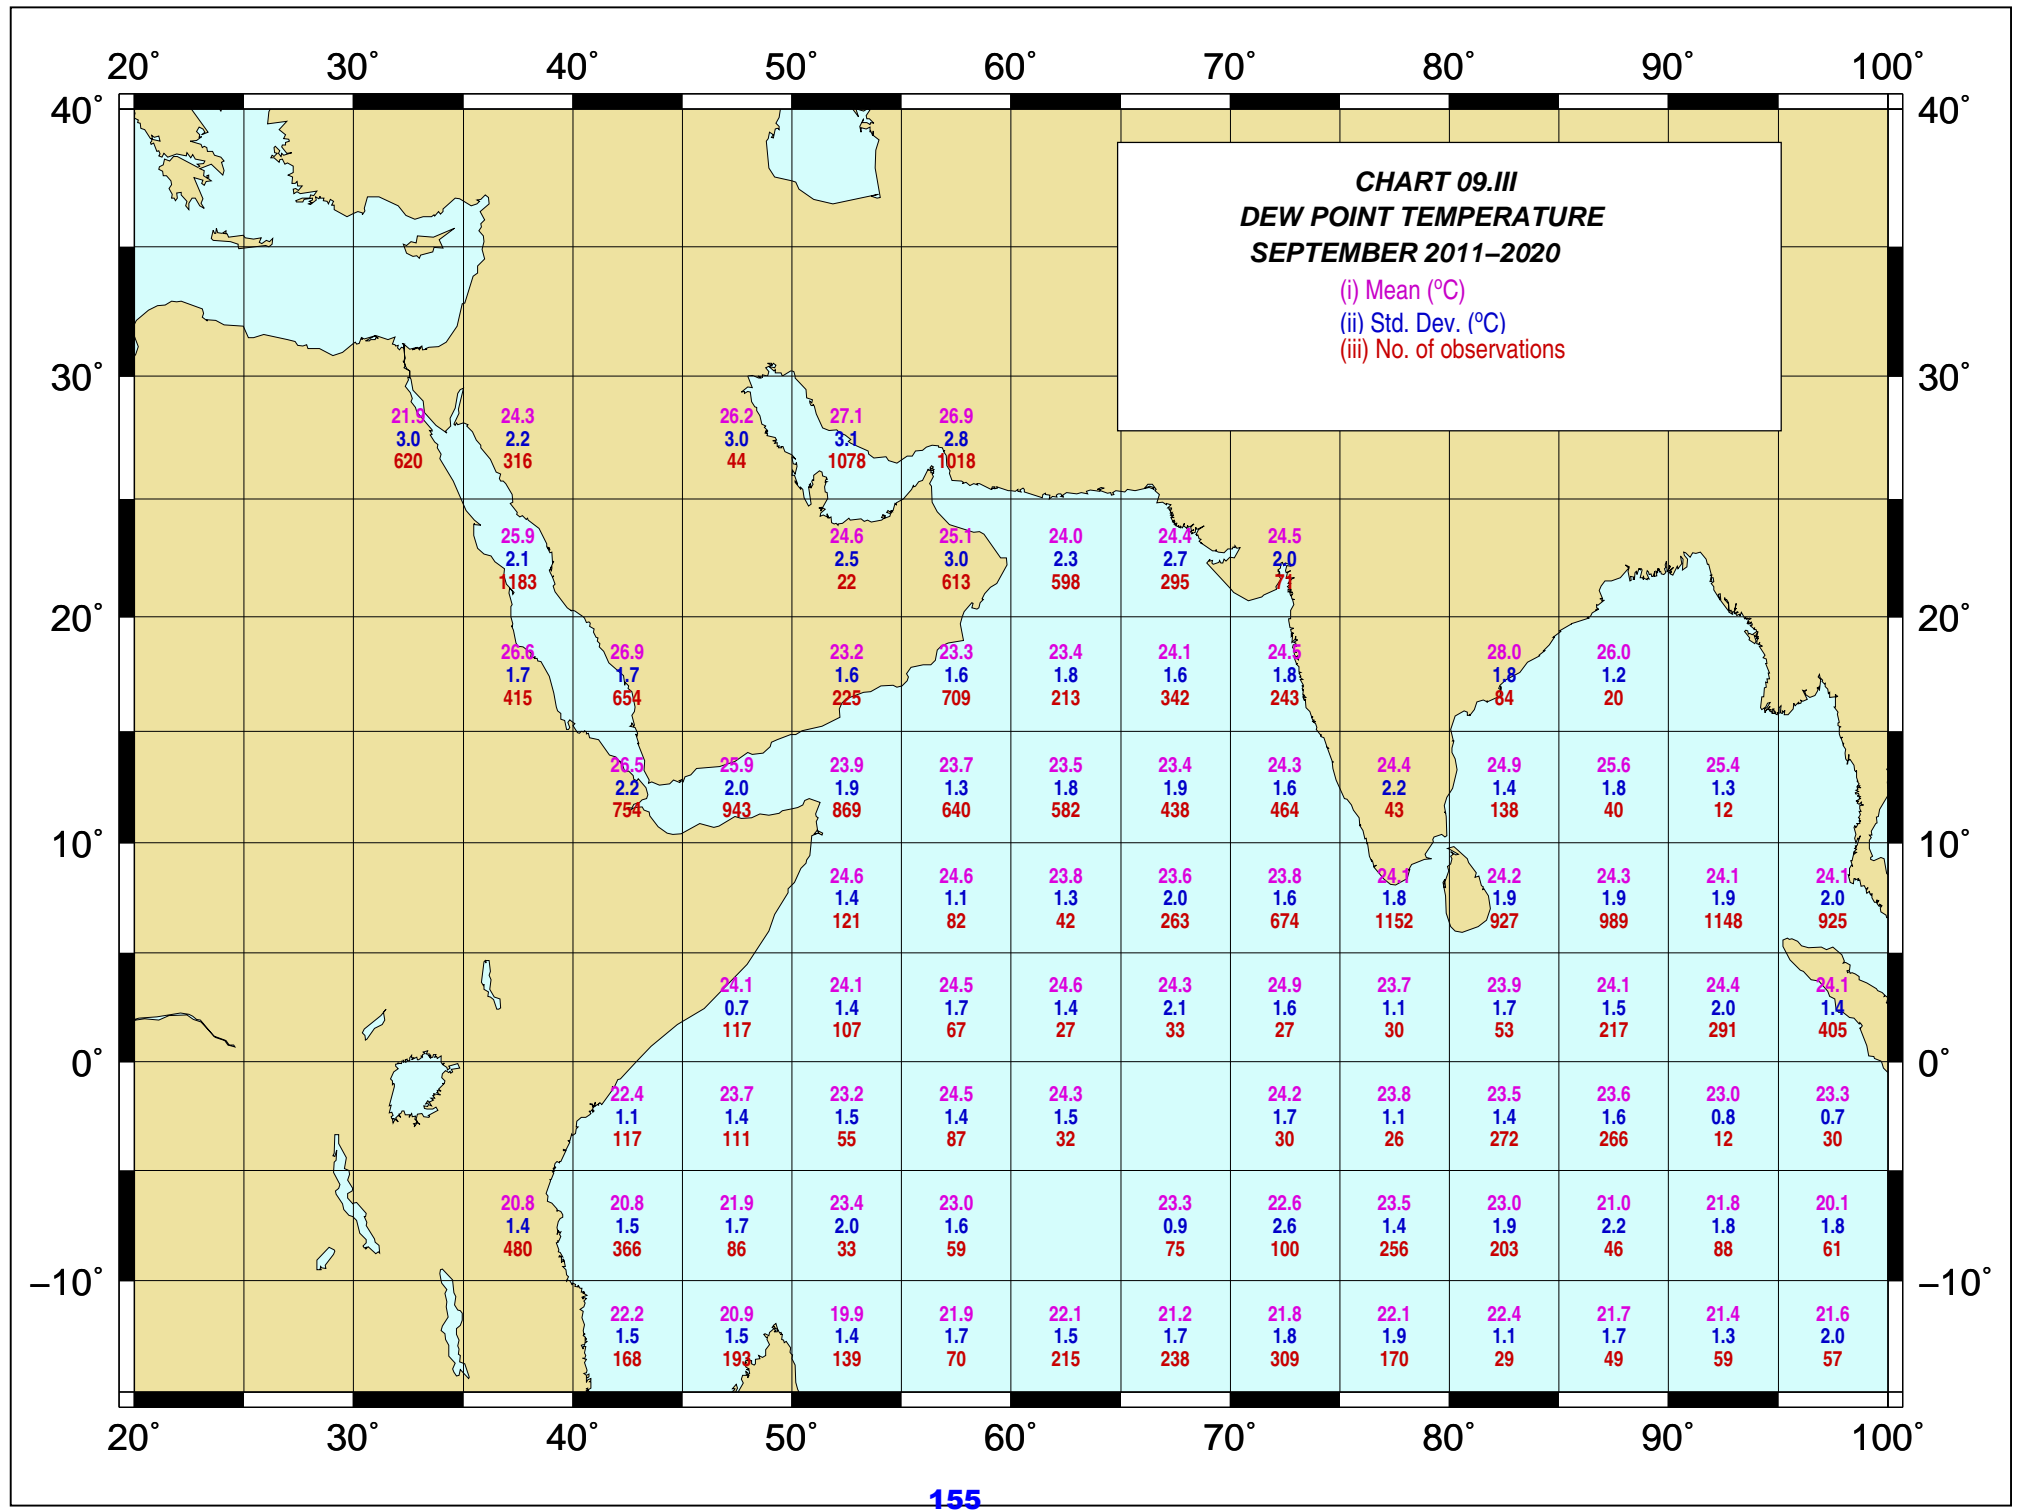 20° 30° 40° 50° 60° 70° 80° 90° 100°
40° 40°
CHART 09.III
DEW POINT TEMPERATURE
SEPTEMBER 2011–2020
(i) Mean (°C)
(ii) Std. Dev. (°C)
(iii) No. of observations
30° 30°
21.9 24.3 26.2 27.1 26.9
3.0 2.2 3.0 3.1 2.8
620 316 44 1078 1018
25.9 24.6 25.1 24.0 24.4 24.5
2.1 2.5 3.0 2.3 2.7 2.0
1183 22 613 598 295 71
20° 20°
26.6 26.9 23.2 23.3 23.4 24.1 24.5 28.0 26.0
1.7 1.7 1.6 1.6 1.8 1.6 1.8 1.8 1.2
415 654 225 709 213 342 243 84 20
26.5 25.9 23.9 23.7 23.5 23.4 24.3 24.4 24.9 25.6 25.4
2.2 2.0 1.9 1.3 1.8 1.9 1.6 2.2 1.4 1.8 1.3
754 943 869 640 582 438 464 43 138 40 12
10° 10°
24.6 24.6 23.8 23.6 23.8 24.1 24.2 24.3 24.1 24.1
1.4 1.1 1.3 2.0 1.6 1.8 1.9 1.9 1.9 2.0
121 82 42 263 674 1152 927 989 1148 925
24.1 24.1 24.5 24.6 24.3 24.9 23.7 23.9 24.1 24.4 24.1
0.7 1.4 1.7 1.4 2.1 1.6 1.1 1.7 1.5 2.0 1.4
117 107 67 27 33 27 30 53 217 291 405
0° 0°
22.4 23.7 23.2 24.5 24.3 24.2 23.8 23.5 23.6 23.0 23.3
1.1 1.4 1.5 1.4 1.5 1.7 1.1 1.4 1.6 0.8 0.7
117 111 55 87 32 30 26 272 266 12 30
20.8 20.8 21.9 23.4 23.0 23.3 22.6 23.5 23.0 21.0 21.8 20.1
1.4 1.5 1.7 2.0 1.6 0.9 2.6 1.4 1.9 2.2 1.8 1.8
480 366 86 33 59 75 100 256 203 46 88 61
–10° –10°
22.2 20.9 19.9 21.9 22.1 21.2 21.8 22.1 22.4 21.7 21.4 21.6
1.5 1.5 1.4 1.7 1.5 1.7 1.8 1.9 1.1 1.7 1.3 2.0
168 193 139 70 215 238 309 170 29 49 59 57
20° 30° 40° 50° 60° 70° 80° 90° 100°
155